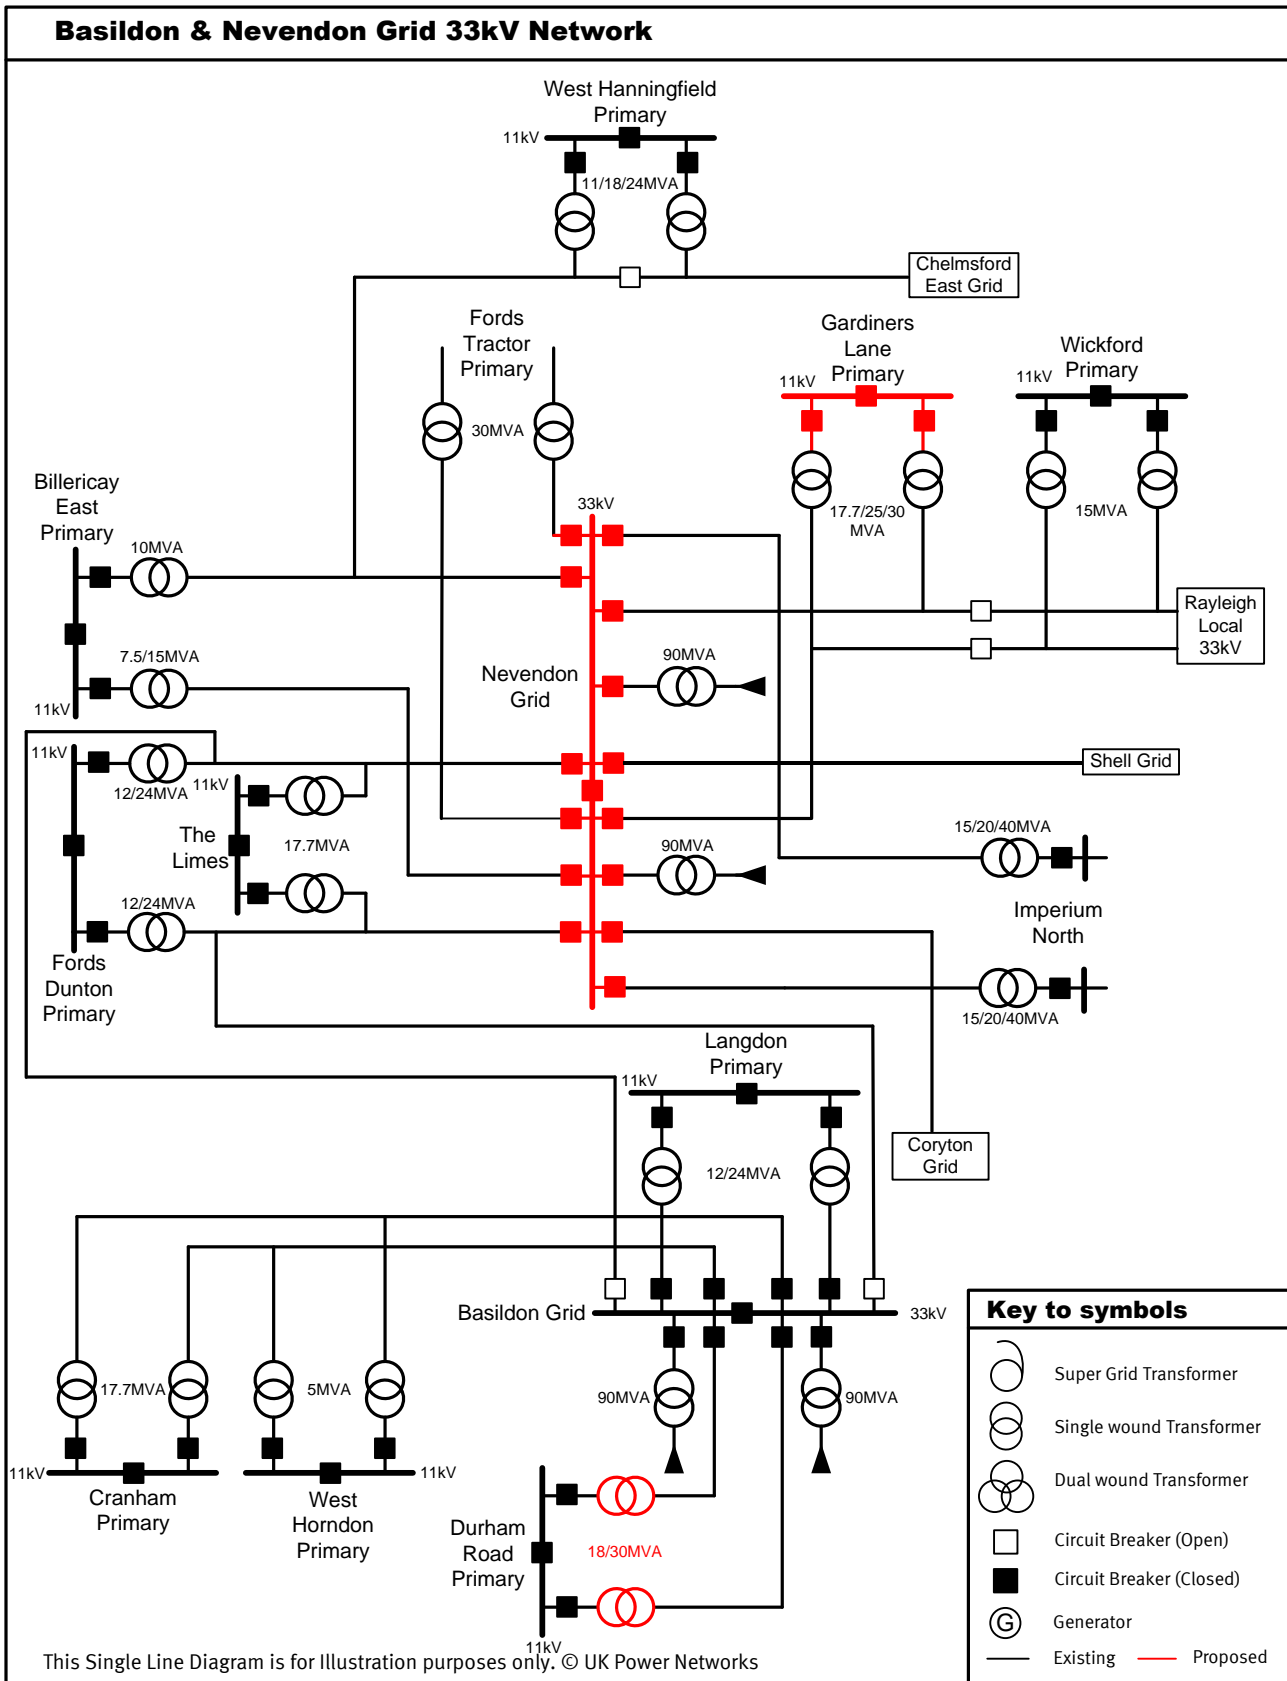 Basildon & Nevendon Grid 33kV Network
West Hanningfield
Primary
11kV
11/18/24MVA
Chelmsford
East Grid
Fords
Tractor
Primary
30MVA
Gardiners
Lane
Primary
11kV
17.7/25/30
MVA
Wickford
Primary
11kV
15MVA
33kV
Billericay
East
Primary
10MVA
7.5/15MVA
11kV
Rayleigh
Local
33kV
Nevendon
Grid
90MVA
11kV
12/24MVA
11kV
The
Limes
17.7MVA
Shell Grid
90MVA
15/20/40MVA
Imperium
North
15/20/40MVA
12/24MVA
Fords
Dunton
Primary
Langdon
Primary
11kV
12/24MVA
Coryton
Grid
Basildon Grid
33kV
17.7MVA
5MVA
90MVA
90MVA
11kV
11kV
Cranham
Primary
West
Horndon
Primary
Durham
Road
Primary
18/30MVA
11kV
Key to symbols
Super Grid Transformer
Single wound Transformer
Dual wound Transformer
Circuit Breaker (Open)
Circuit Breaker (Closed)
G Generator
Existing Proposed
This Single Line Diagram is for Illustration purposes only. © UK Power Networks